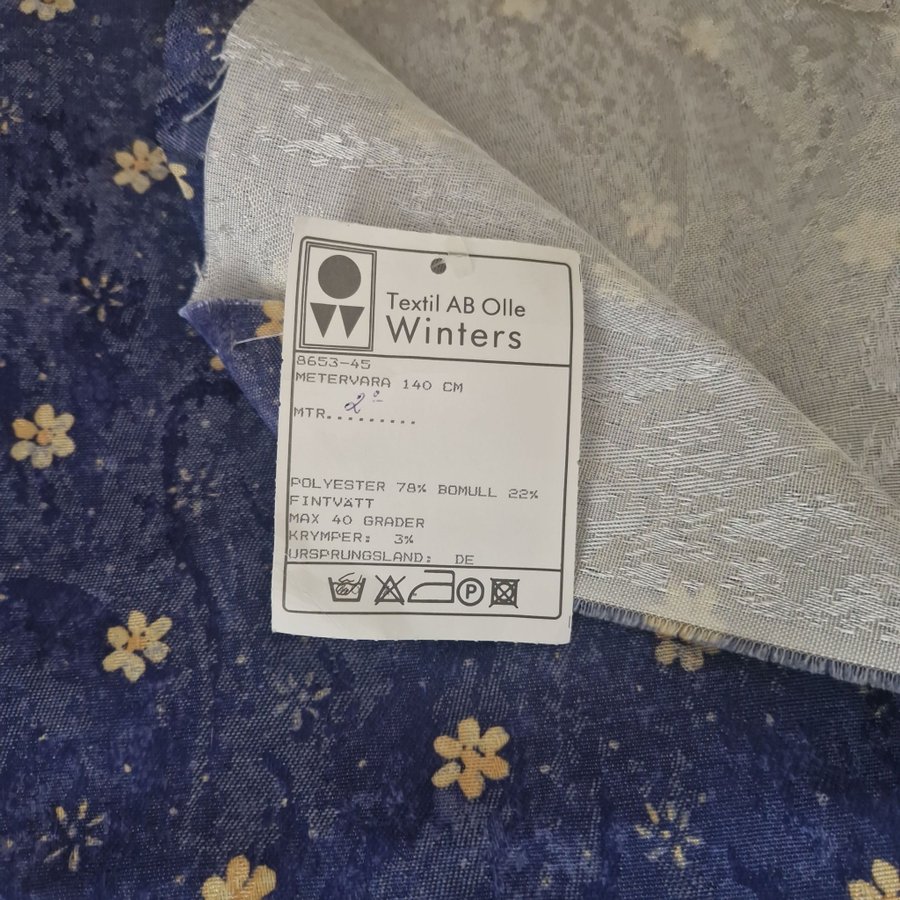 Textil AB Olle
Winters
8653-45
METERVARA 140 CM
MTR.........
2°
POLYESTER 78% BOMULL 22%
FINTVÄTT
MAX 40 GRADER
KRYMPER: 3%
URSPRUNGSLAND: DE
P